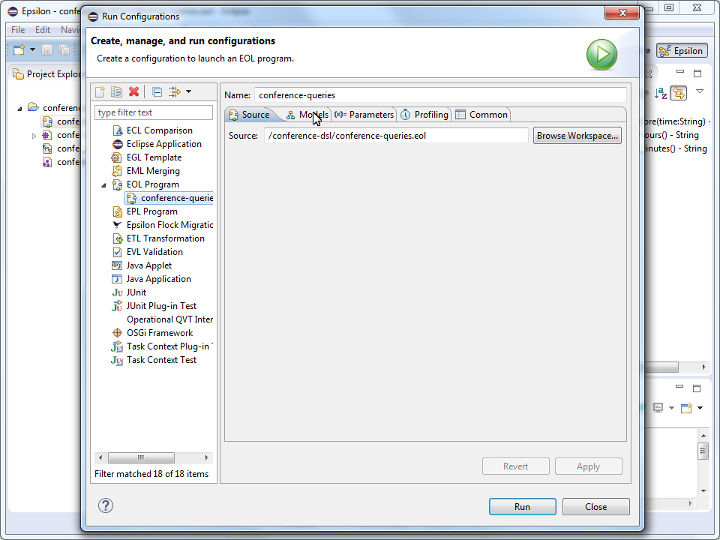 Epsilon - confe
Run Configurations
File Edit Navi
Create, manage, and run configurations
Create a configuration to launch an EOL program.
Epsilon
Project Explor
Name: conference-queries
type filter text
Source Models (x)= Parameters Profiling Common
Source: /conference-dsl/conference-queries.eol Browse Workspace...
conferenc
confe
confe
confe
confe
ore(time:String) -
ours() - String
inutes() - String
ECL Comparison
Eclipse Application
EGL Template
EML Merging
EOL Program
conference-querie
EPL Program
Epsilon Flock Migratic
ETL Transformation
EVL Validation
Java Applet
Java Application
JUnit
JUnit Plug-in Test
Operational QVT Inter
OSGi Framework
Task Context Plug-in
Task Context Test
Filter matched 18 of 18 items
Revert Apply
Run Close